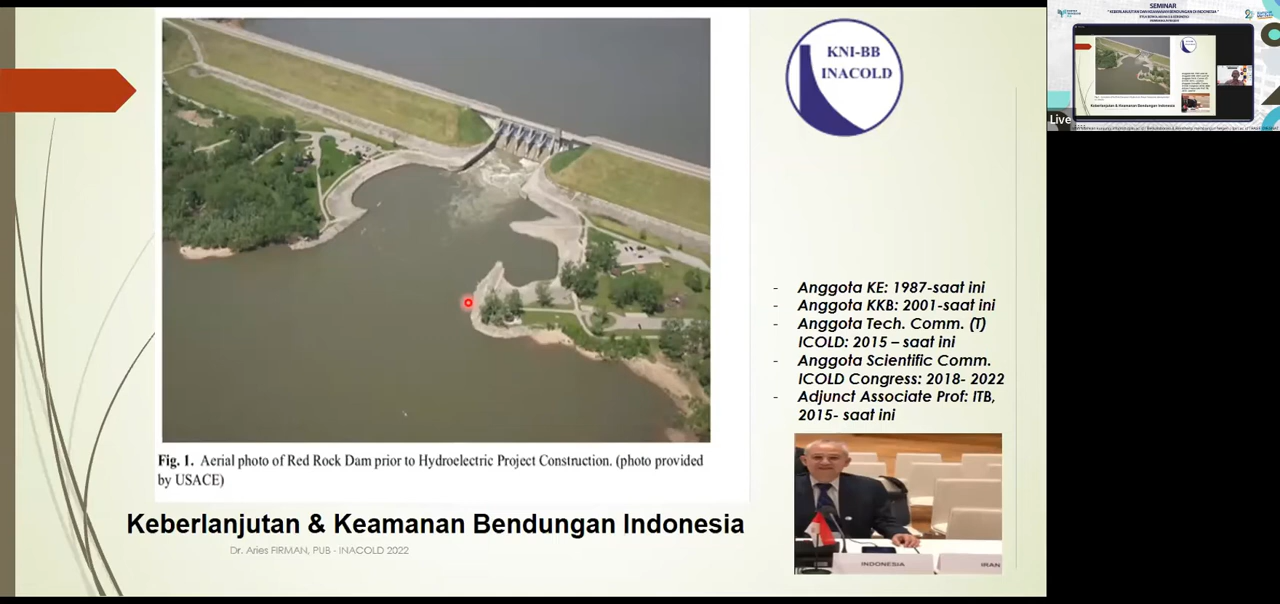 KNI-BB
INACOLD
- Anggota KE: 1987-saat ini
- Anggota KKB: 2001-saat ini
- Anggota Tech. Comm. (T)
ICOLD: 2015 – saat ini
- Anggota Scientific Comm.
ICOLD Congress: 2018- 2022
- Adjunct Associate Prof: ITB,
2015- saat ini
INDONESIA
IRAN
Fig. 1. Aerial photo of Red Rock Dam prior to Hydroelectric Project Construction. (photo provided
by USACE)
Keberlanjutan & Keamanan Bendungan Indonesia
Dr. Aries FIRMAN, PUB - INACOLD 2022
SEMINAR
Keberlanjutan & Keamanan Bendungan Indonesia
Live